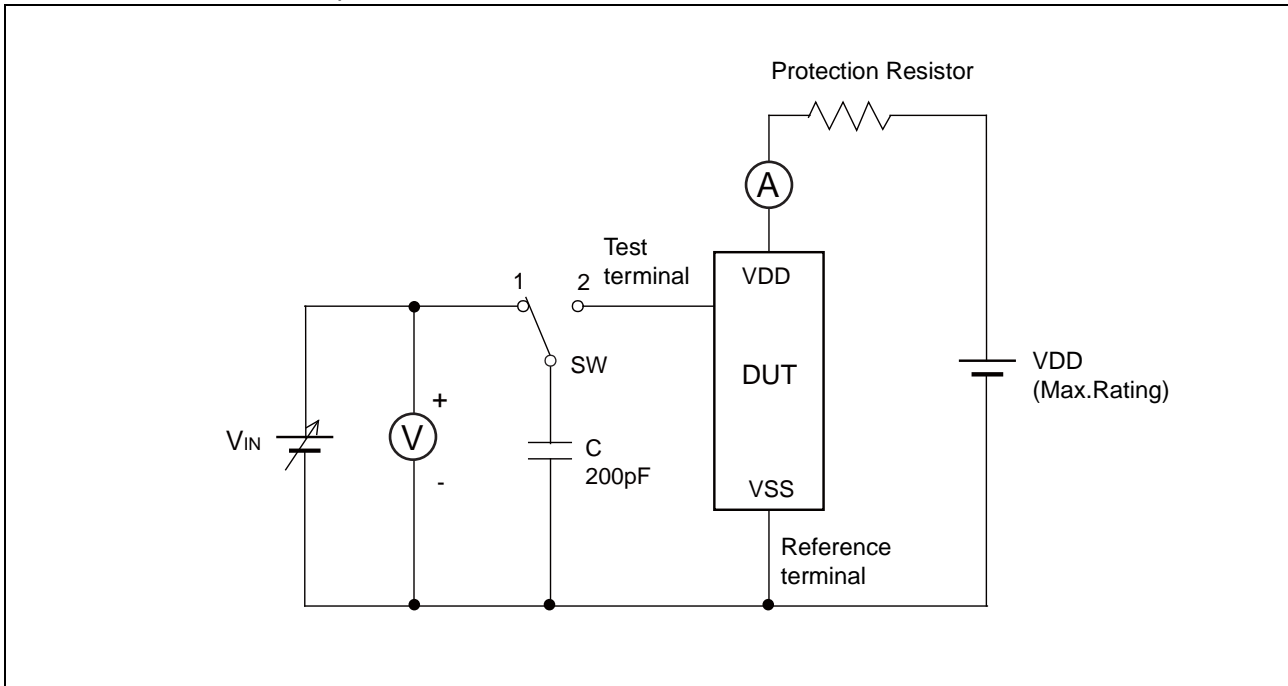 Protection Resistor
A
Test
terminal
1
2
VDD
SW
DUT
VDD
(Max.Rating)
+
VIN
V
C
200pF
-
VSS
Reference
terminal